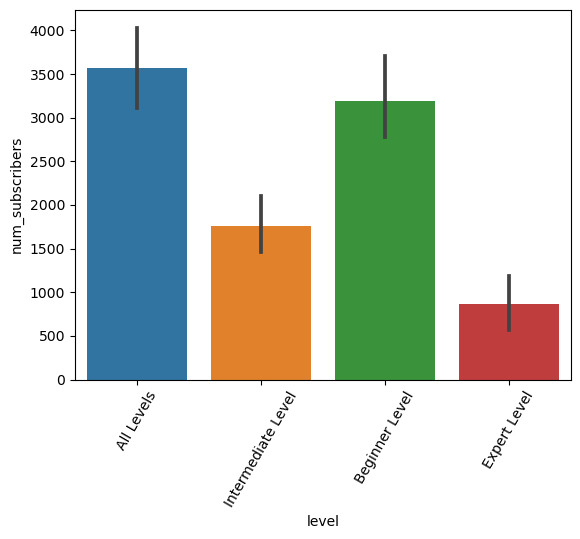 4000
3500
3000
2500
2000
1500
1000
500
0
num_subscribers
All Levels
Intermediate Level
Beginner Level
Expert Level
level